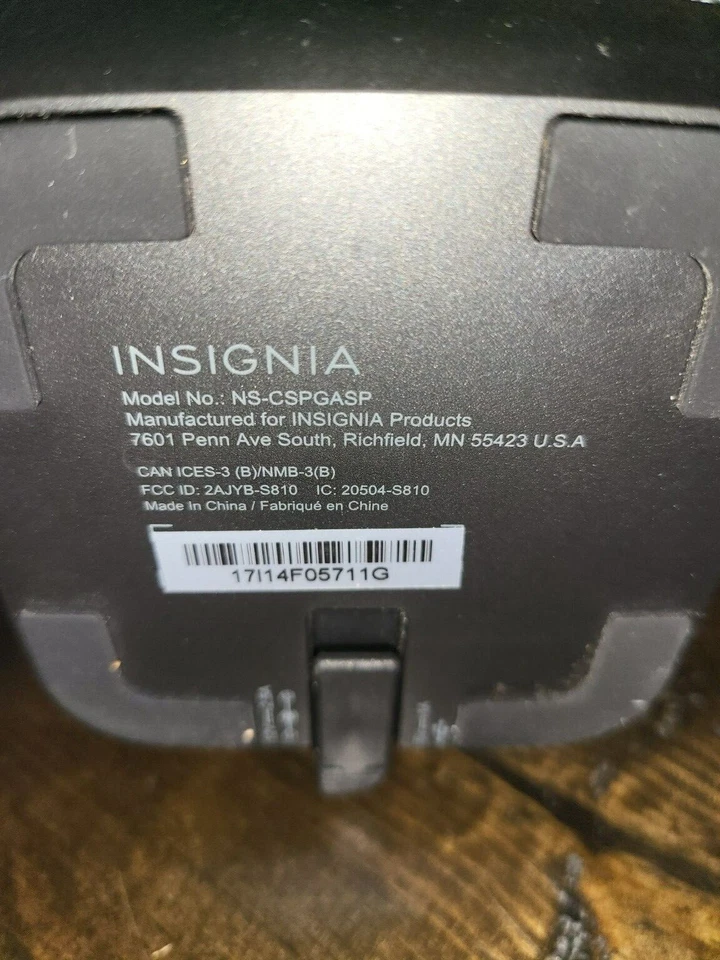 INSIGNIA
Model No.: NS-CSPGASP
Manufactured for INSIGNIA Products
7601 Penn Ave South, Richfield, MN 55423 U.S.A
CAN ICES-3 (B)/NMB-3(B)
FCC ID: 2AJYB-S810 IC: 20504-S810
Made in China / Fabriqué en Chine
17I14F05711G